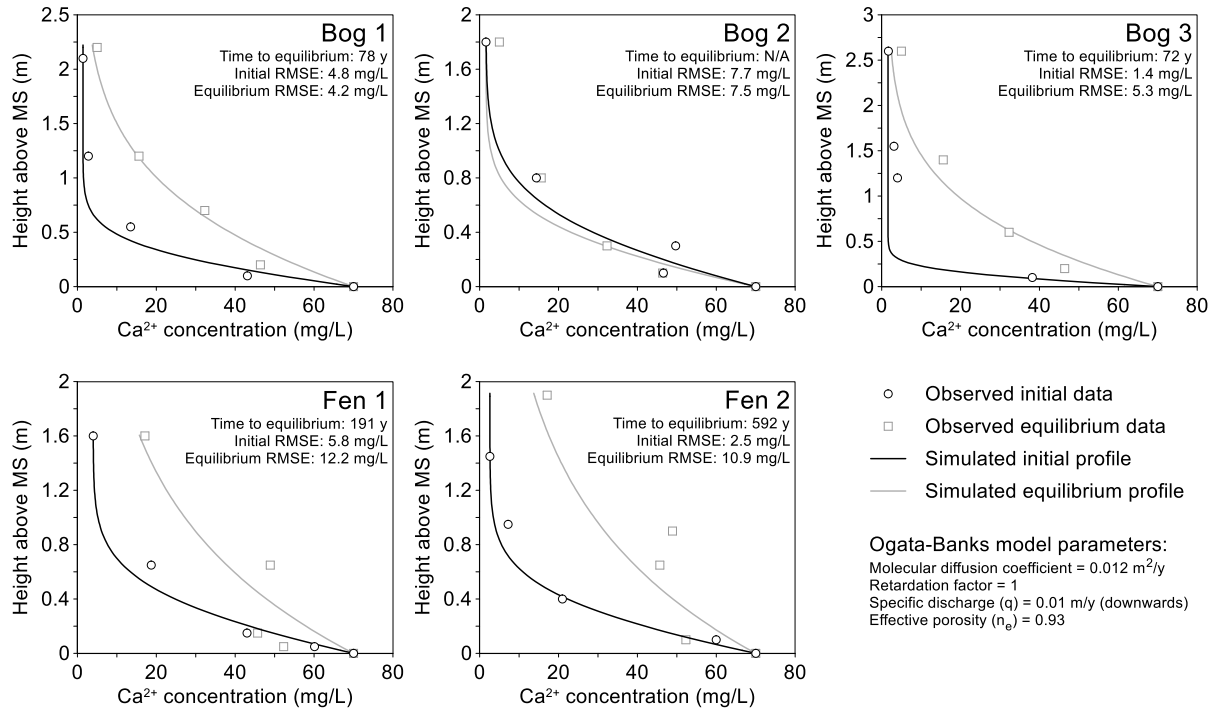 Bog 1
Time to equilibrium: 78 y
Initial RMSE: 4.8 mg/L
Equilibrium RMSE: 4.2 mg/L
2.5
2
1.5
1
0.5
0
Height above MS (m)
0 20 40 60 80
Ca²⁺ concentration (mg/L)
Bog 2
Time to equilibrium: N/A
Initial RMSE: 7.7 mg/L
Equilibrium RMSE: 7.5 mg/L
2
1.6
1.2
0.8
0.4
0
Height above MS (m)
0 20 40 60 80
Ca²⁺ concentration (mg/L)
Bog 3
Time to equilibrium: 72 y
Initial RMSE: 1.4 mg/L
Equilibrium RMSE: 5.3 mg/L
3
2.5
2
1.5
1
0.5
0
Height above MS (m)
0 20 40 60 80
Ca²⁺ concentration (mg/L)
Fen 1
Time to equilibrium: 191 y
Initial RMSE: 5.8 mg/L
Equilibrium RMSE: 12.2 mg/L
2
1.6
1.2
0.8
0.4
0
Height above MS (m)
0 20 40 60 80
Ca²⁺ concentration (mg/L)
Fen 2
Time to equilibrium: 592 y
Initial RMSE: 2.5 mg/L
Equilibrium RMSE: 10.9 mg/L
2
1.6
1.2
0.8
0.4
0
Height above MS (m)
0 20 40 60 80
Ca²⁺ concentration (mg/L)
Observed initial data
Observed equilibrium data
Simulated initial profile
Simulated equilibrium profile
Ogata-Banks model parameters:
Molecular diffusion coefficient = 0.012 m²/y
Retardation factor = 1
Specific discharge (q) = 0.01 m/y (downwards)
Effective porosity (nₑ) = 0.93